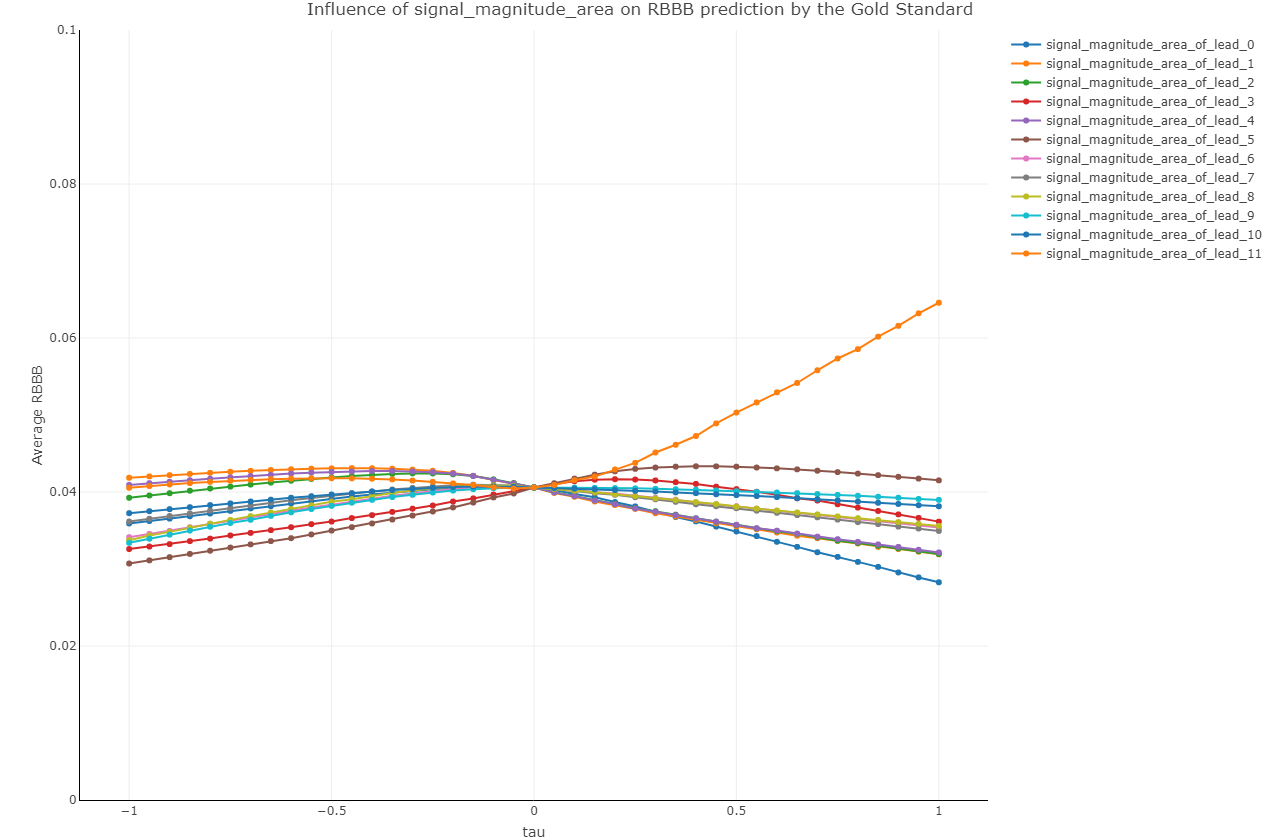 Influence of signal_magnitude_area on RBBB prediction by the Gold Standard
0.1
0.08
0.06
0.04
0.02
0
Average RBBB
−1
−0.5
0
0.5
1
tau
signal_magnitude_area_of_lead_0
signal_magnitude_area_of_lead_1
signal_magnitude_area_of_lead_2
signal_magnitude_area_of_lead_3
signal_magnitude_area_of_lead_4
signal_magnitude_area_of_lead_5
signal_magnitude_area_of_lead_6
signal_magnitude_area_of_lead_7
signal_magnitude_area_of_lead_8
signal_magnitude_area_of_lead_9
signal_magnitude_area_of_lead_10
signal_magnitude_area_of_lead_11